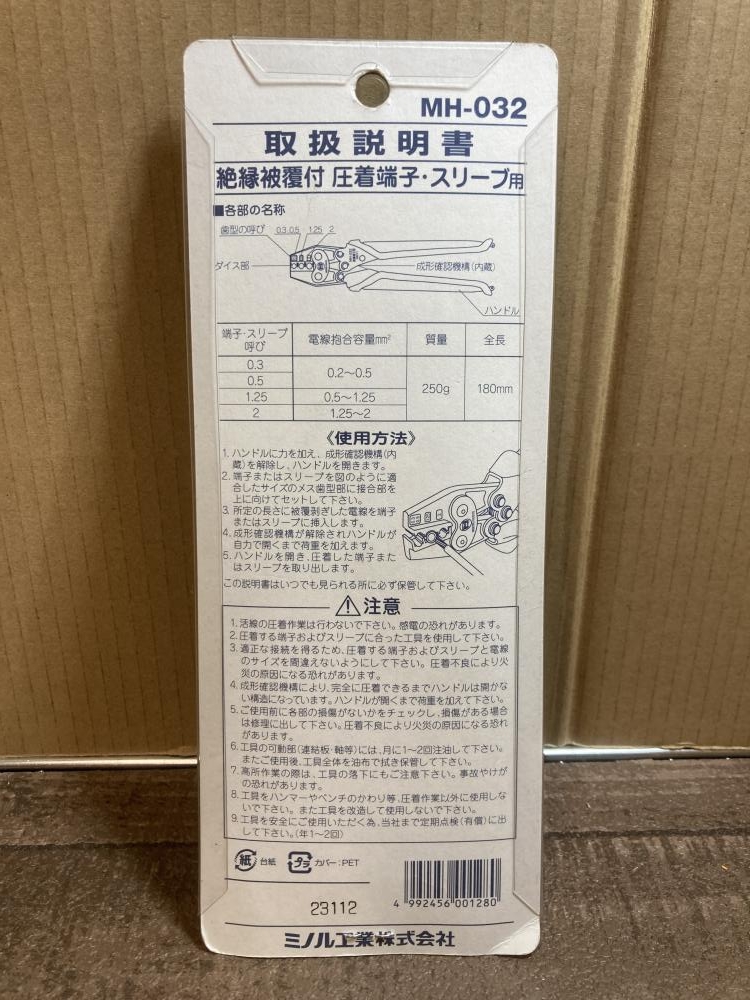 MH-032
取扱説明書
絶縁被覆付 圧着端子・スリーブ用
■各部の名称
歯型の呼び 0.3 0.5 1.25 2
ダイス部
成形確認機構(内蔵)
ハンドル
端子・スリーブ呼び 電線抱合容量mm² 質量 全長
0.3
0.5
0.2～0.5
1.25 0.5～1.25
2 1.25～2
250g 180mm
《使用方法》
1. ハンドルに力を加え、成形確認機構(内
蔵)を解除し、ハンドルを開きます。
2. 端子またはスリーブを図のように適
合したサイズのメス歯型部に接合部を
上に向けてセットして下さい。
3. 所定の長さに被覆剥ぎした電線を端子
またはスリーブに挿入します。
4. 成形確認機構が解除されハンドルが
自力で開くまで荷重を加えます。
5. ハンドルを開き、圧着した端子また
はスリーブを取り出します。
この説明書はいつでも見られる所に必ず保管して下さい。
⚠注意
1. 活線の圧着作業は行わないで下さい。感電の恐れがあります。
2. 圧着する端子およびスリーブに合った工具を使用して下さい。
3. 適正な接続を得るため、圧着する端子およびスリーブと電線
のサイズを間違えないようにして下さい。圧着不良により火
災の原因になる恐れがあります。
4. 成形確認機構により、完全に圧着できるまでハンドルは開かな
い構造になっています。ハンドルが開くまで荷重を加えて下さい。
5. ご使用前に各部の損傷がないかをチェックし、損傷がある場合
は修理に出して下さい。圧着不良により火災の原因になる恐れ
があります。
6. 工具の可動部(連結板・軸等)には、月に1～2回注油して下さい。
またご使用後、工具全体を油布で拭き保管して下さい。
7. 高所作業の際は、工具の落下にもご注意下さい。事故やけが
の恐れがあります。
8. 工具をハンマーやペンチのかわり等、圧着作業以外に使用しな
いで下さい。また工具を改造して使用しないで下さい。
9. 工具を安全にご使用いただく為、当社まで定期点検(有償)に出
して下さい。(年1～2回)
紙 台紙 プラ カバー:PET
23112
4 992456 001280
ミノル工業株式会社